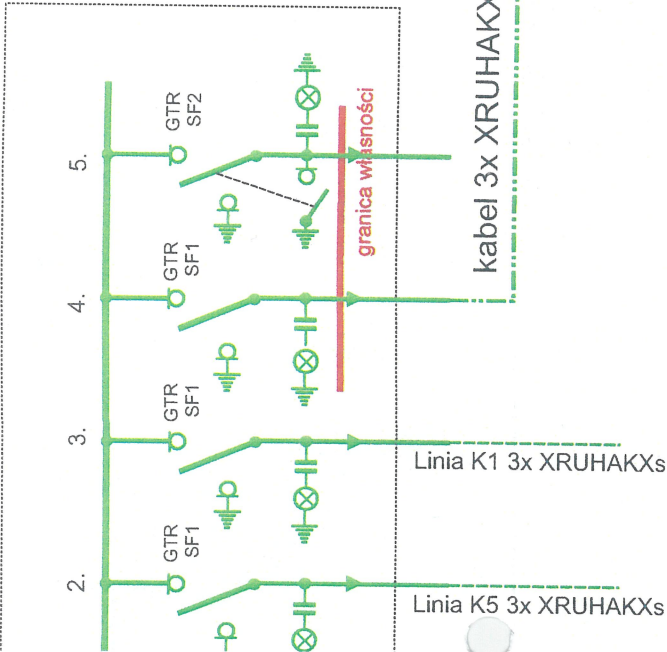 kabel 3x XRUHAKX
5.
GTR
SF2
granica własności
4.
GTR
SF1
3.
GTR
SF1
Linia K1 3x XRUHAKXs
2.
GTR
SF1
Linia K5 3x XRUHAKXs